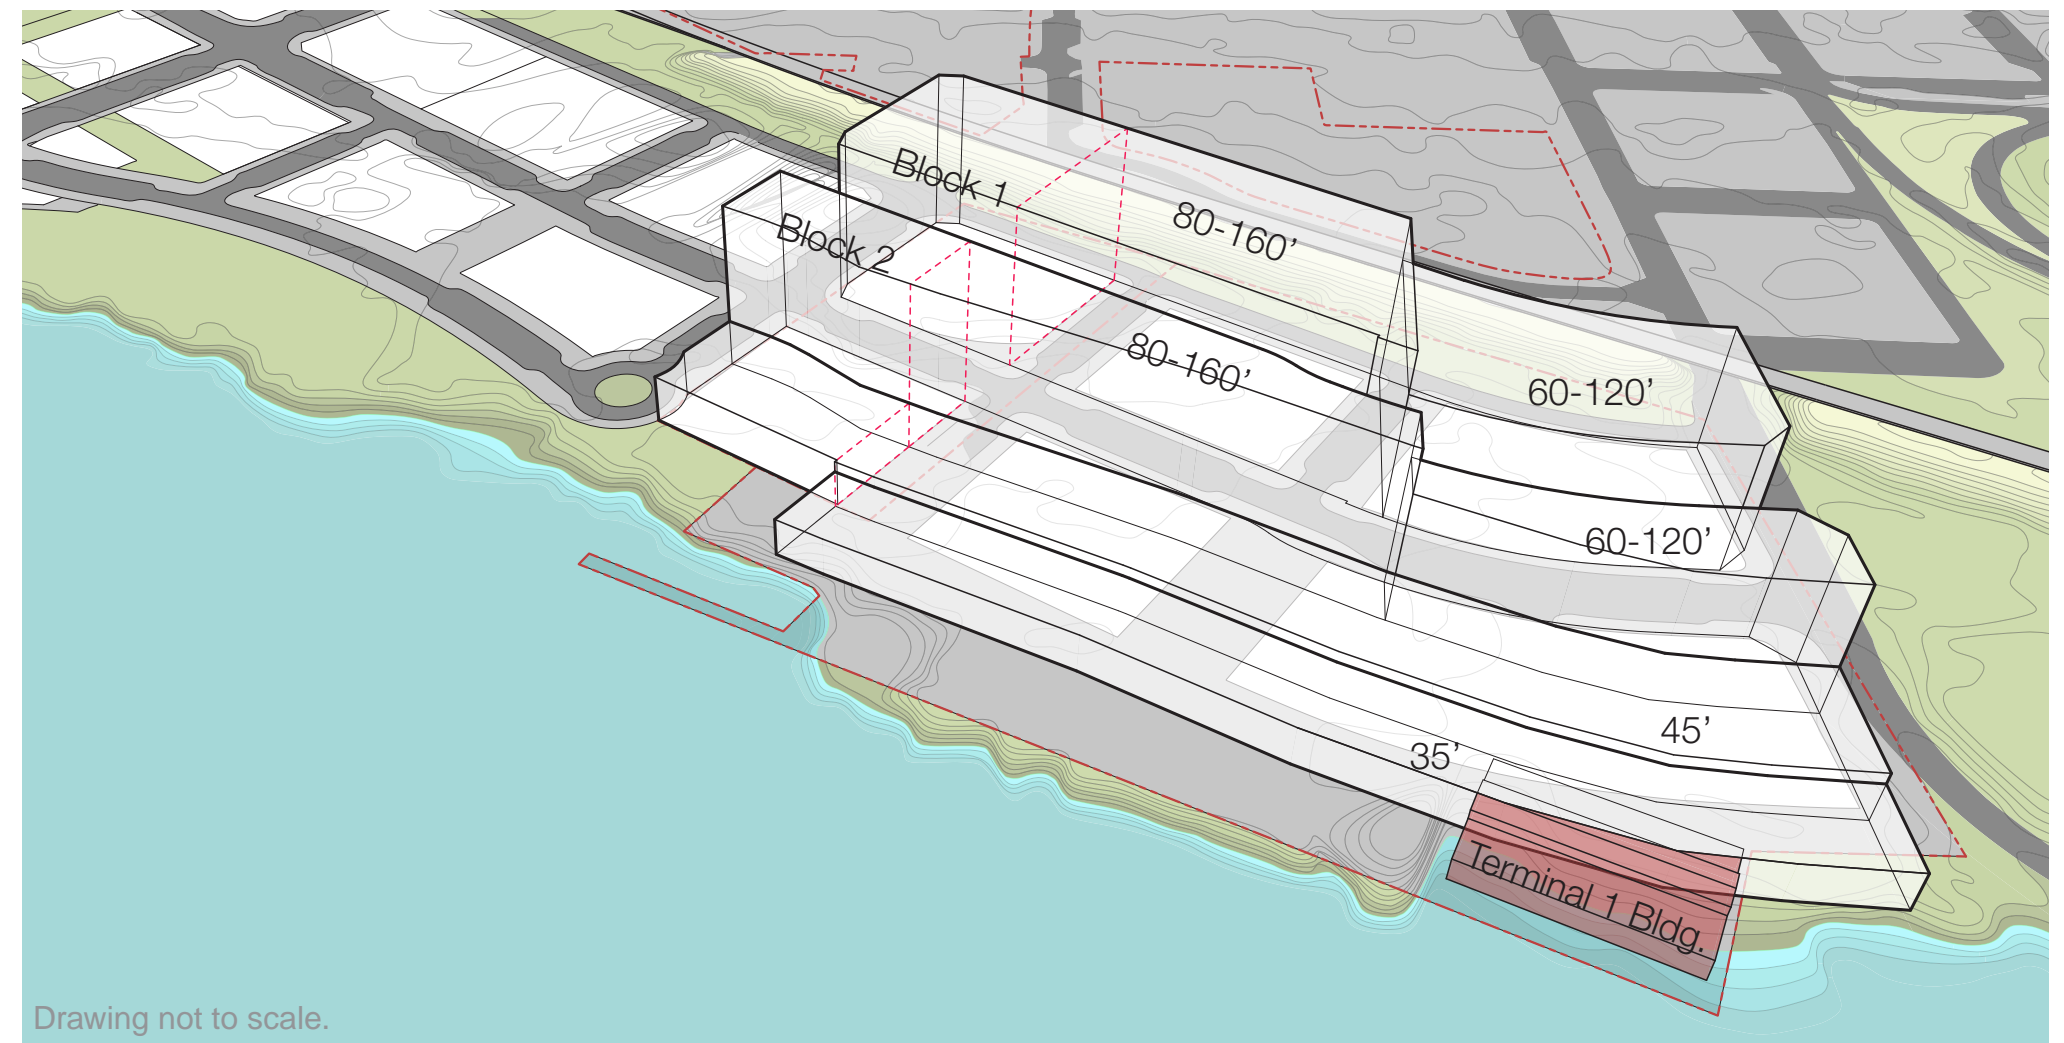 Block 1
80-160’
Block 2
80-160’
60-120’
60-120’
45’
35’
Terminal 1 Bldg.
Drawing not to scale.